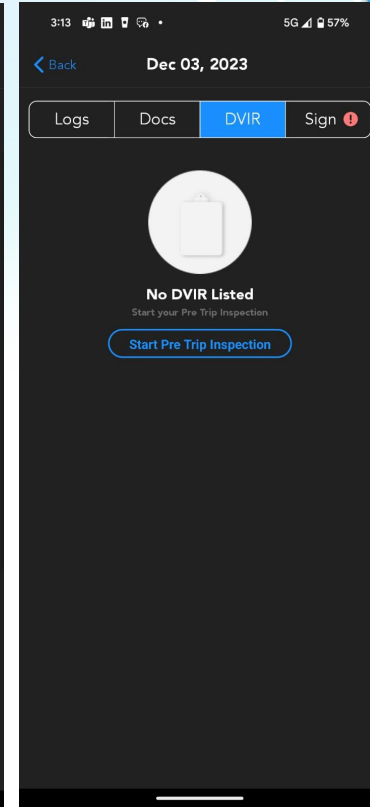 3:13 5G 57%
Back Dec 03, 2023
Logs Docs DVIR Sign !
No DVIR Listed
Start your Pre Trip Inspection
Start Pre Trip Inspection